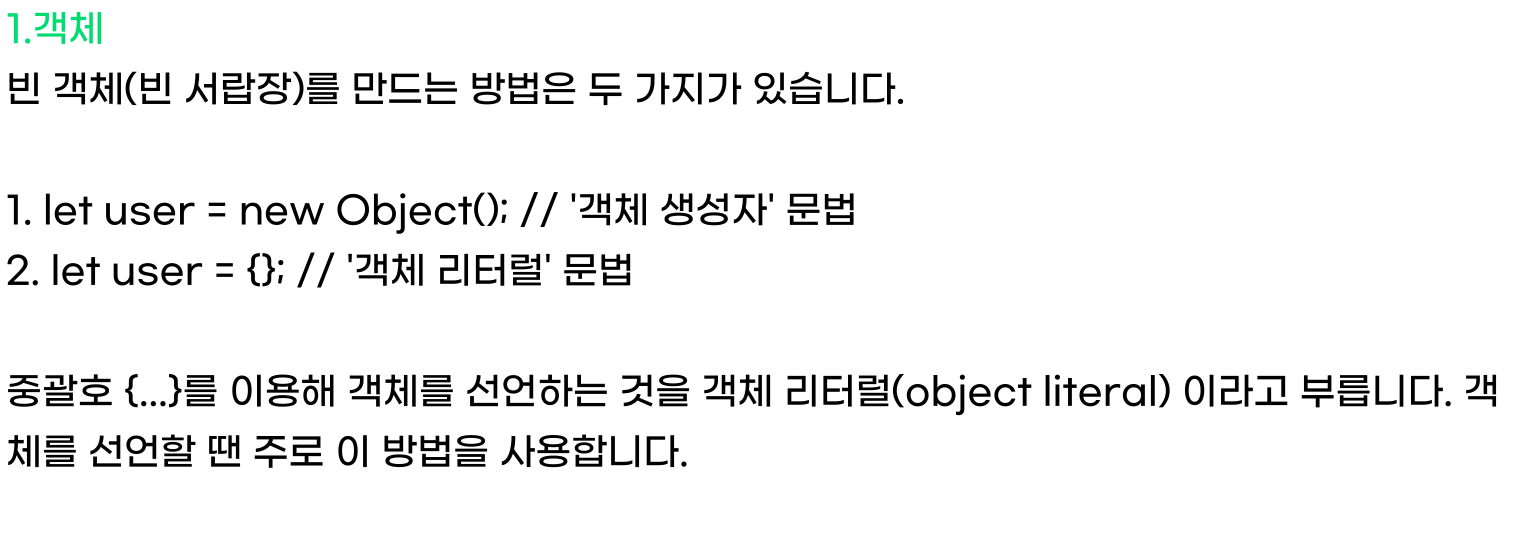 1.객체
빈 객체(빈 서랍장)를 만드는 방법은 두 가지가 있습니다.
1. let user = new Object(); // '객체 생성자' 문법
2. let user = {}; // '객체 리터럴' 문법
중괄호 {...}를 이용해 객체를 선언하는 것을 객체 리터럴(object literal) 이라고 부릅니다. 객
체를 선언할 땐 주로 이 방법을 사용합니다.